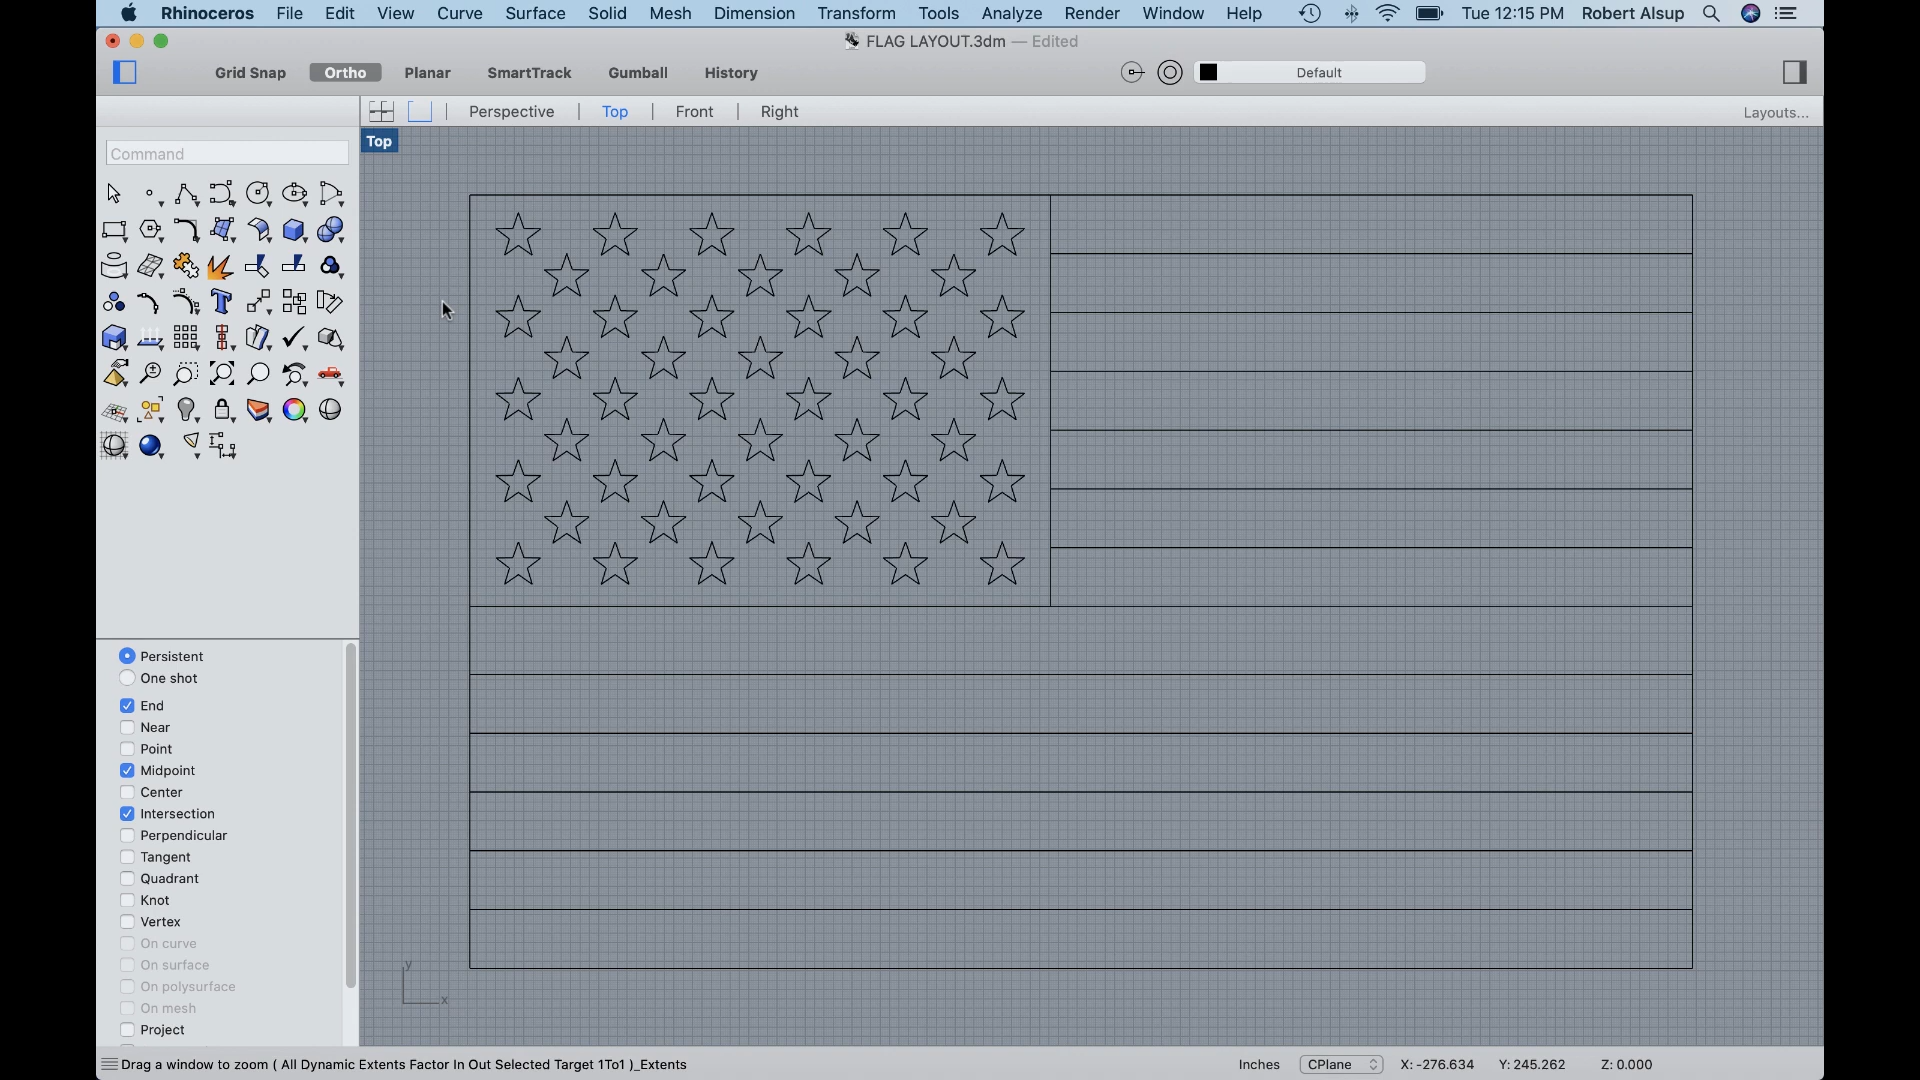 Rhinoceros File Edit View Curve Surface Solid Mesh Dimension Transform Tools Analyze Render Window Help Tue 12:15 PM Robert Alsup
FLAG LAYOUT.3dm — Edited
Grid Snap Ortho Planar SmartTrack Gumball History Default
Perspective Top Front Right Layouts...
Top
Command
Persistent
One shot
End
Near
Point
Midpoint
Center
Intersection
Perpendicular
Tangent
Quadrant
Knot
Vertex
On curve
On surface
On polysurface
On mesh
Project
y
x
Drag a window to zoom ( All Dynamic Extents Factor In Out Selected Target 1To1 )_Extents Inches CPlane X: -276.634 Y: 245.262 Z: 0.000